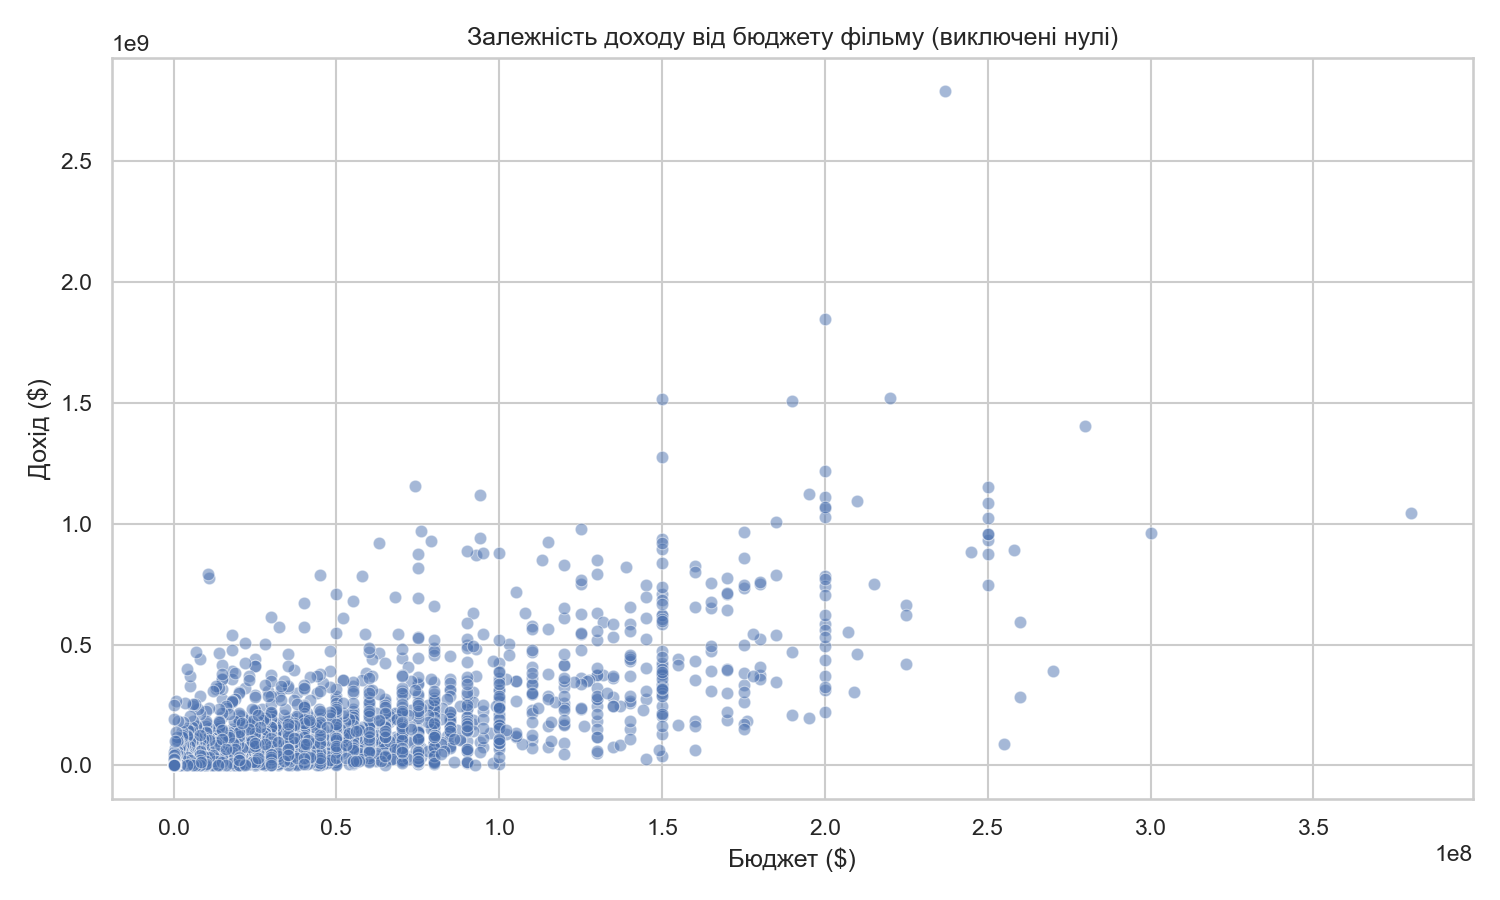 Залежність доходу від бюджету фільму (виключені нулі)
1e9
2.5
2.0
1.5
1.0
0.5
0.0
Дохід ($)
0.0 0.5 1.0 1.5 2.0 2.5 3.0 3.5
1e8
Бюджет ($)